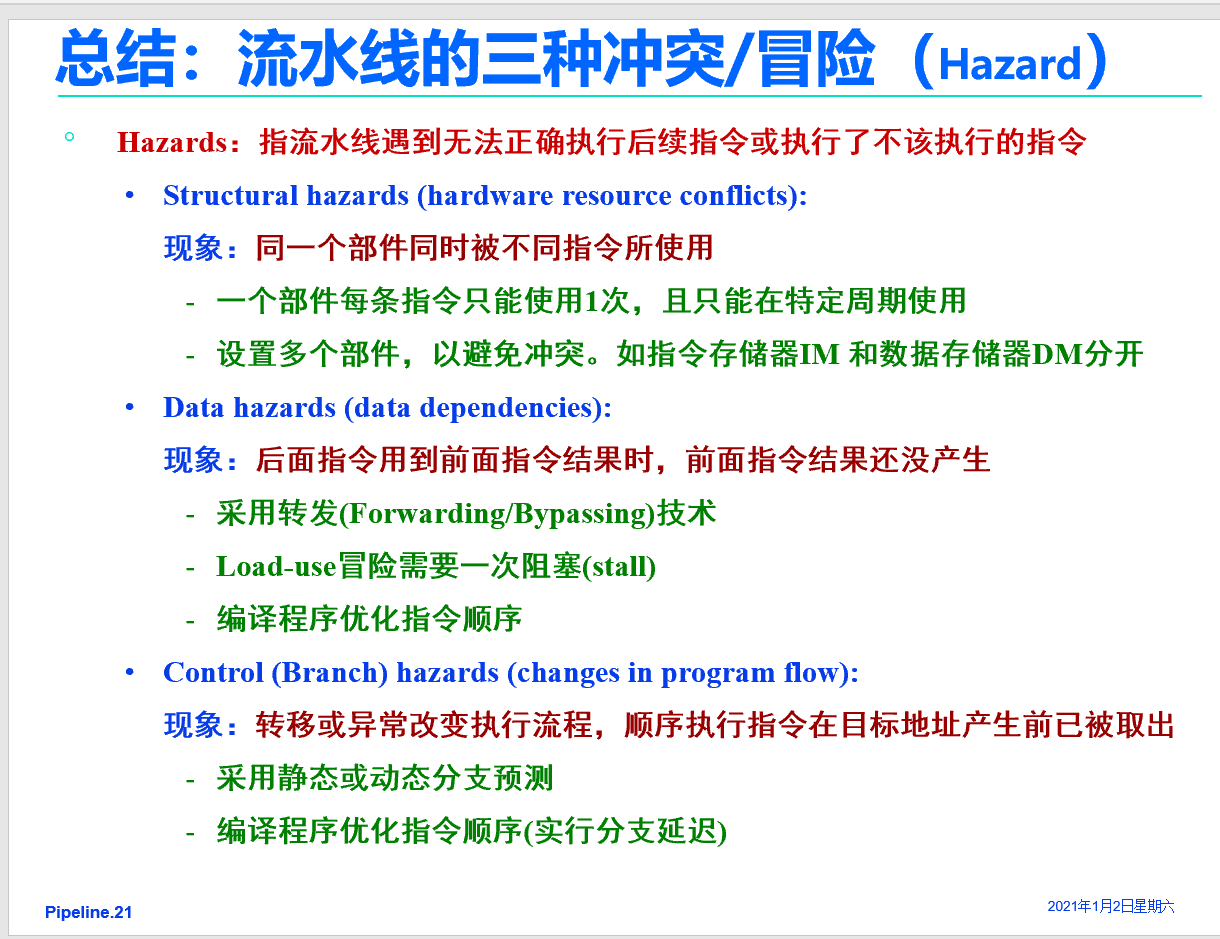 总结：流水线的三种冲突/冒险（Hazard）
Hazards：指流水线遇到无法正确执行后续指令或执行了不该执行的指令
• Structural hazards (hardware resource conflicts):
现象：同一个部件同时被不同指令所使用
- 一个部件每条指令只能使用1次，且只能在特定周期使用
- 设置多个部件，以避免冲突。如指令存储器IM 和数据存储器DM分开
• Data hazards (data dependencies):
现象：后面指令用到前面指令结果时，前面指令结果还没产生
- 采用转发(Forwarding/Bypassing)技术
- Load-use冒险需要一次阻塞(stall)
- 编译程序优化指令顺序
• Control (Branch) hazards (changes in program flow):
现象：转移或异常改变执行流程，顺序执行指令在目标地址产生前已被取出
- 采用静态或动态分支预测
- 编译程序优化指令顺序(实行分支延迟)
Pipeline.21
2021年1月2日星期六